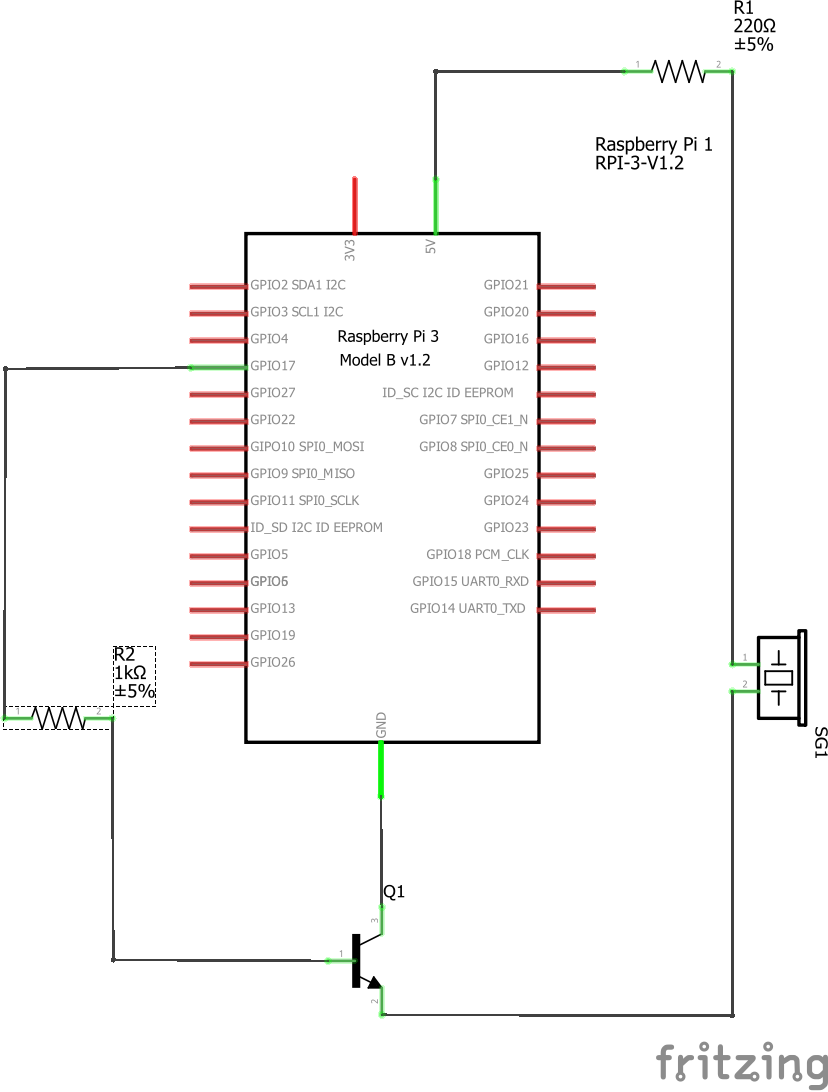 R1
220Ω
±5%
1
2
Raspberry Pi 1
RPI-3-V1.2
3V3
5V
GPIO2 SDA1 I2C
GPIO21
GPIO3 SCL1 I2C
GPIO20
GPIO4
GPIO16
Raspberry Pi 3
Model B v1.2
GPIO17
GPIO12
GPIO27
ID_SC I2C ID EEPROM
GPIO22
GPIO7 SPI0_CE1_N
GIPO10 SPI0_MOSI
GPIO8 SPI0_CE0_N
GPIO9 SPI0_MISO
GPIO25
GPIO11 SPI0_SCLK
GPIO24
ID_SD I2C ID EEPROM
GPIO23
GPIO5
GPIO18 PCM_CLK
GPIO6
GPIO15 UART0_RXD
GPIO13
GPIO14 UART0_TXD
GPIO19
GPIO26
R2
1kΩ
±5%
1
2
1
2
SG1
GND
Q1
3
1
2
fritzing